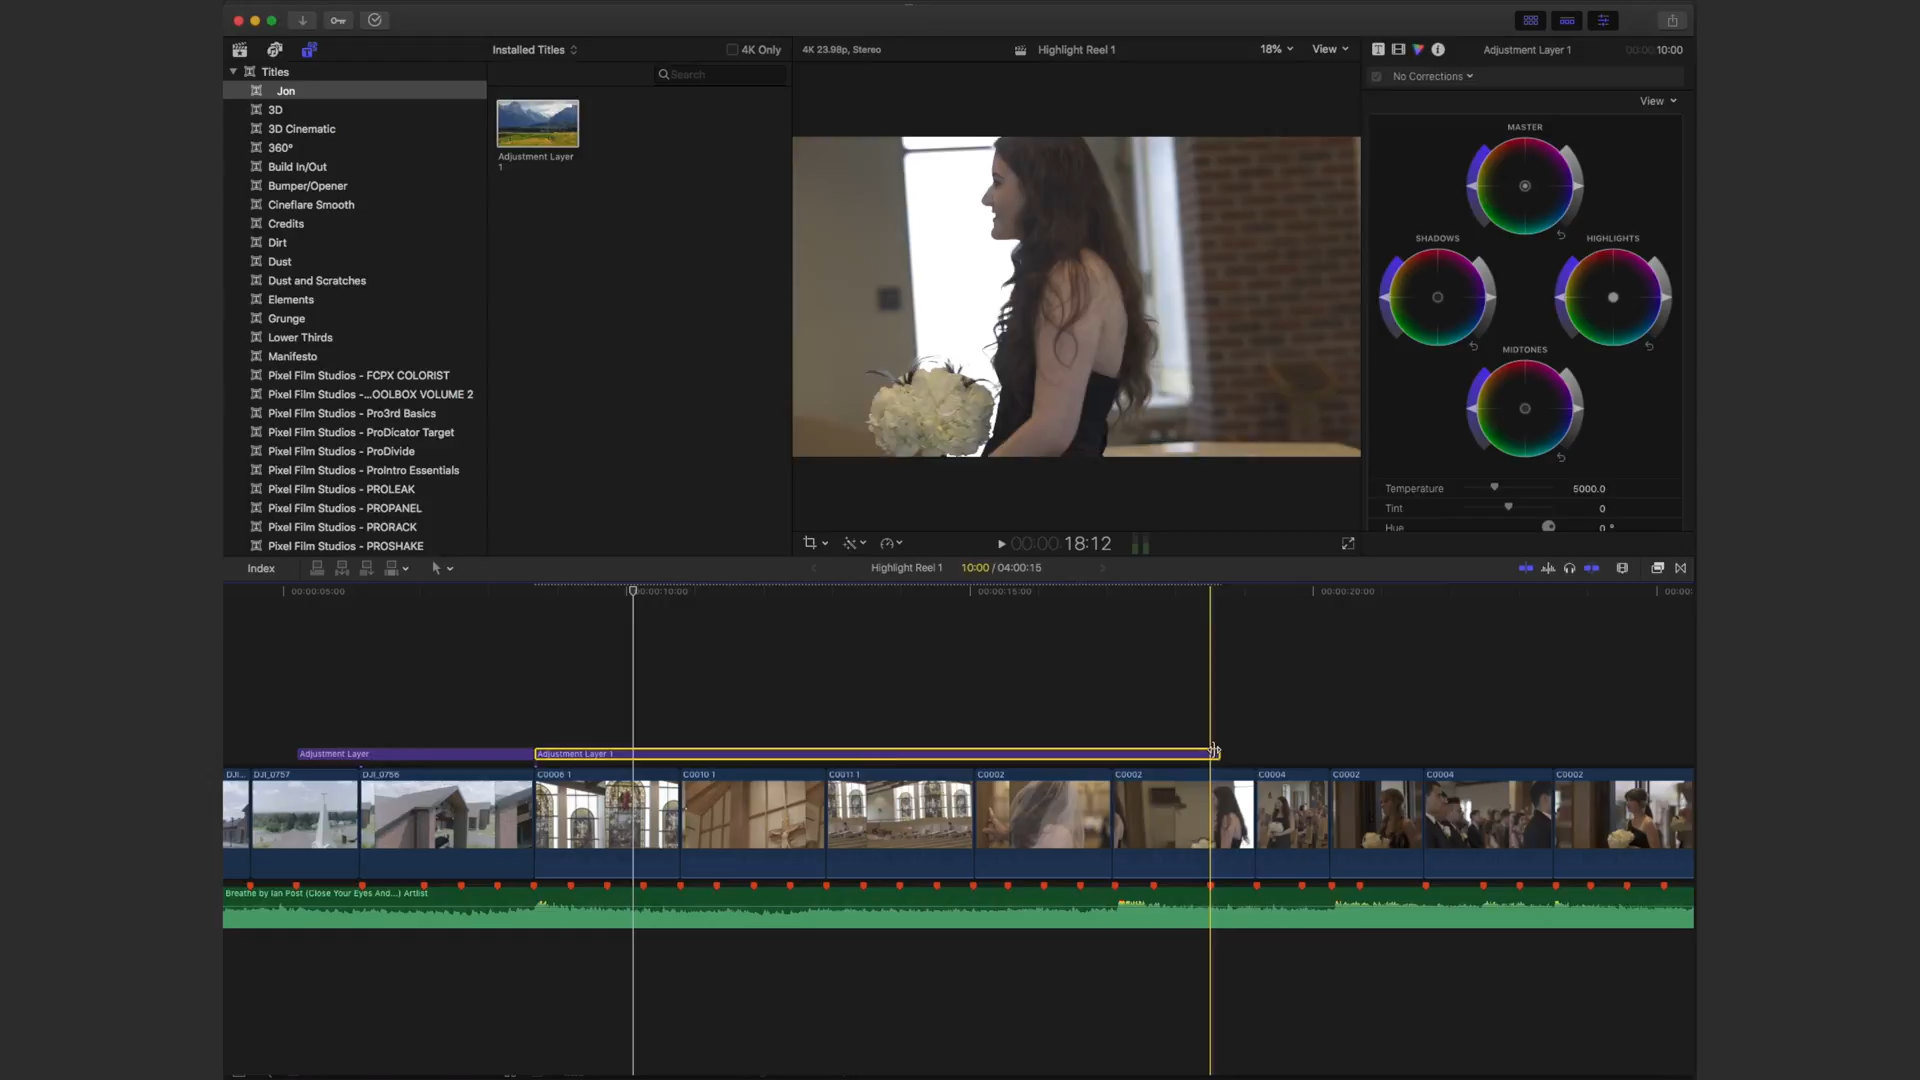 Installed Titles
4K Only
4K 23.98p, Stereo
Highlight Reel 1
18%
View
Adjustment Layer 1
00:00:10:00
No Corrections
Search
View
Titles
Jon
3D
3D Cinematic
360°
Build In/Out
Bumper/Opener
Cineflare Smooth
Credits
Dirt
Dust
Dust and Scratches
Elements
Grunge
Lower Thirds
Manifesto
Pixel Film Studios - FCPX COLORIST
Pixel Film Studios -...OOLBOX VOLUME 2
Pixel Film Studios - Pro3rd Basics
Pixel Film Studios - ProDicator Target
Pixel Film Studios - ProDivide
Pixel Film Studios - ProIntro Essentials
Pixel Film Studios - PROLEAK
Pixel Film Studios - PROPANEL
Pixel Film Studios - PRORACK
Pixel Film Studios - PROSHAKE
Adjustment Layer
1
MASTER
SHADOWS
HIGHLIGHTS
MIDTONES
Temperature 5000.0
Tint 0
Hue 0 °
00:00:18:12
Index
Highlight Reel 1
10:00 / 04:00:15
00:00:05:00
00:00:10:00
00:00:15:00
00:00:20:00
00:00:
Adjustment Layer
Adjustment Layer 1
DJI...
DJI_0757
DJI_0756
C0006 1
C0010 1
C0011 1
C0002
C0002
C0004
C0002
C0004
C0002
Breathe by Ian Post (Close Your Eyes And...) Artlist